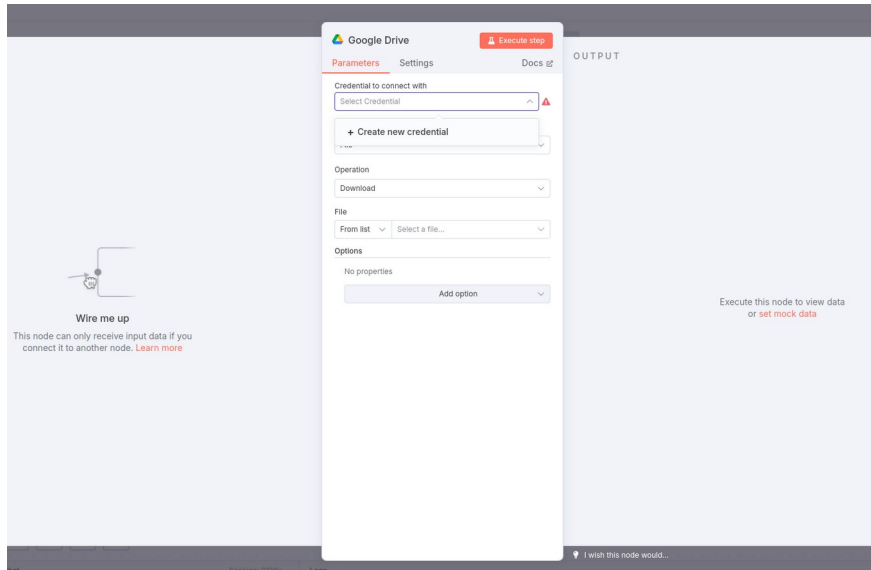 Google Drive
Execute step
Parameters
Settings
Docs
OUTPUT
Credential to connect with
Select Credential
+ Create new credential
Operation
Download
File
From list
Select a file...
Options
No properties
Add option
Wire me up
This node can only receive input data if you
connect it to another node. Learn more
Execute this node to view data
or set mock data
I wish this node would...